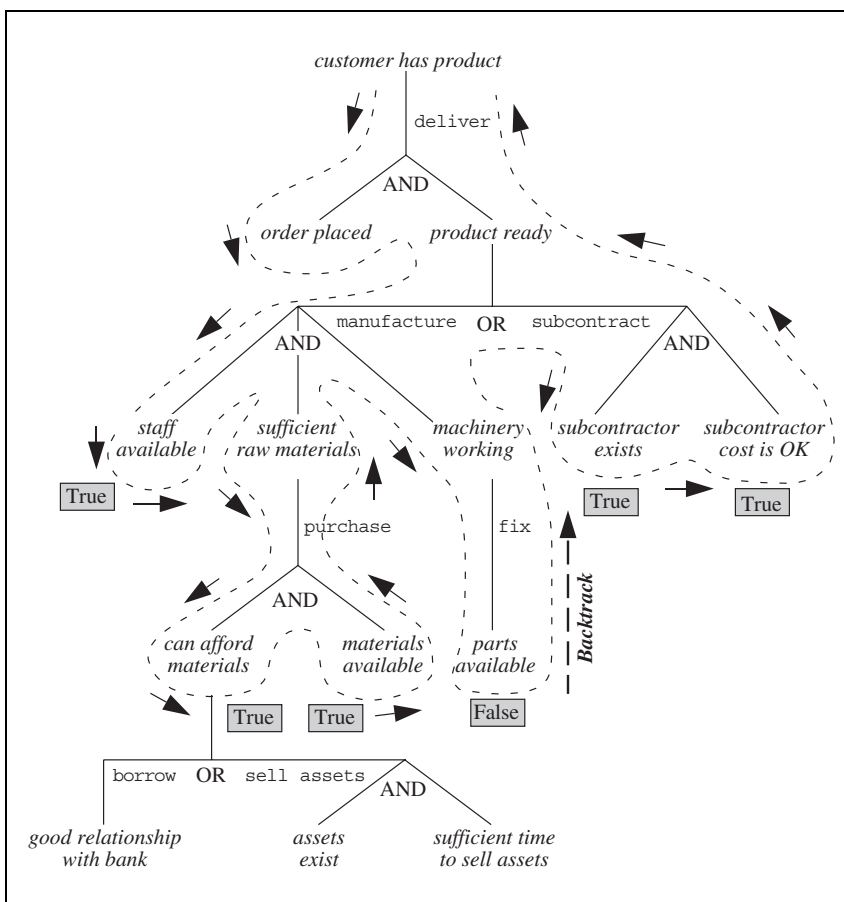 customer has product
deliver
AND
order placed product ready
manufacture OR subcontract
AND AND
staff sufficient machinery subcontractor subcontractor
available raw materials working exists cost is OK
True True True
purchase fix
Backtrack
AND
can afford materials parts
materials available available
True True False
borrow OR sell assets
AND
good relationship assets sufficient time
with bank exist to sell assets